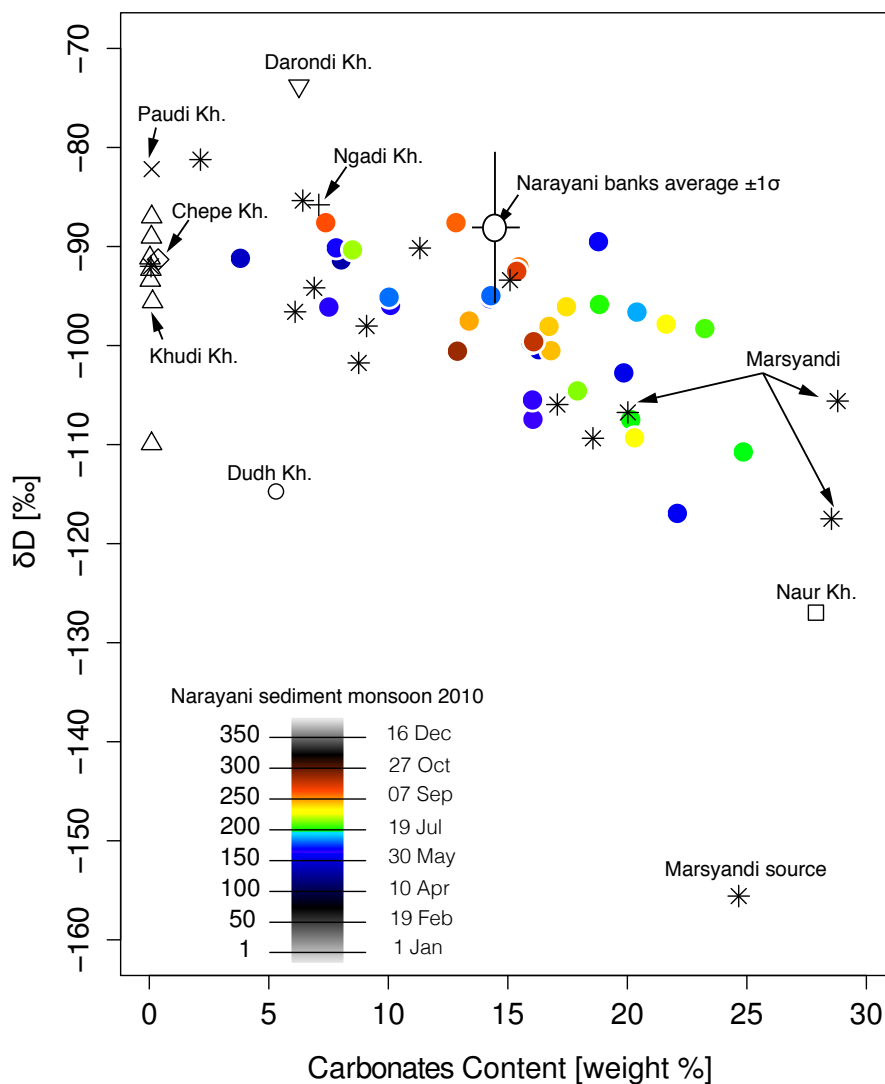 −70
−80
−90
−100
−110
−120
−130
−140
−150
−160
δD [‰]
Darondi Kh.
Paudi Kh.
Ngadi Kh.
Chepe Kh.
Narayani banks average ±1σ
Khudi Kh.
Marsyandi
Dudh Kh.
Naur Kh.
Narayani sediment monsoon 2010
350 16 Dec
300 27 Oct
250 07 Sep
200 19 Jul
150 30 May
100 10 Apr
50 19 Feb
1 1 Jan
Marsyandi source
0 5 10 15 20 25 30
Carbonates Content [weight %]